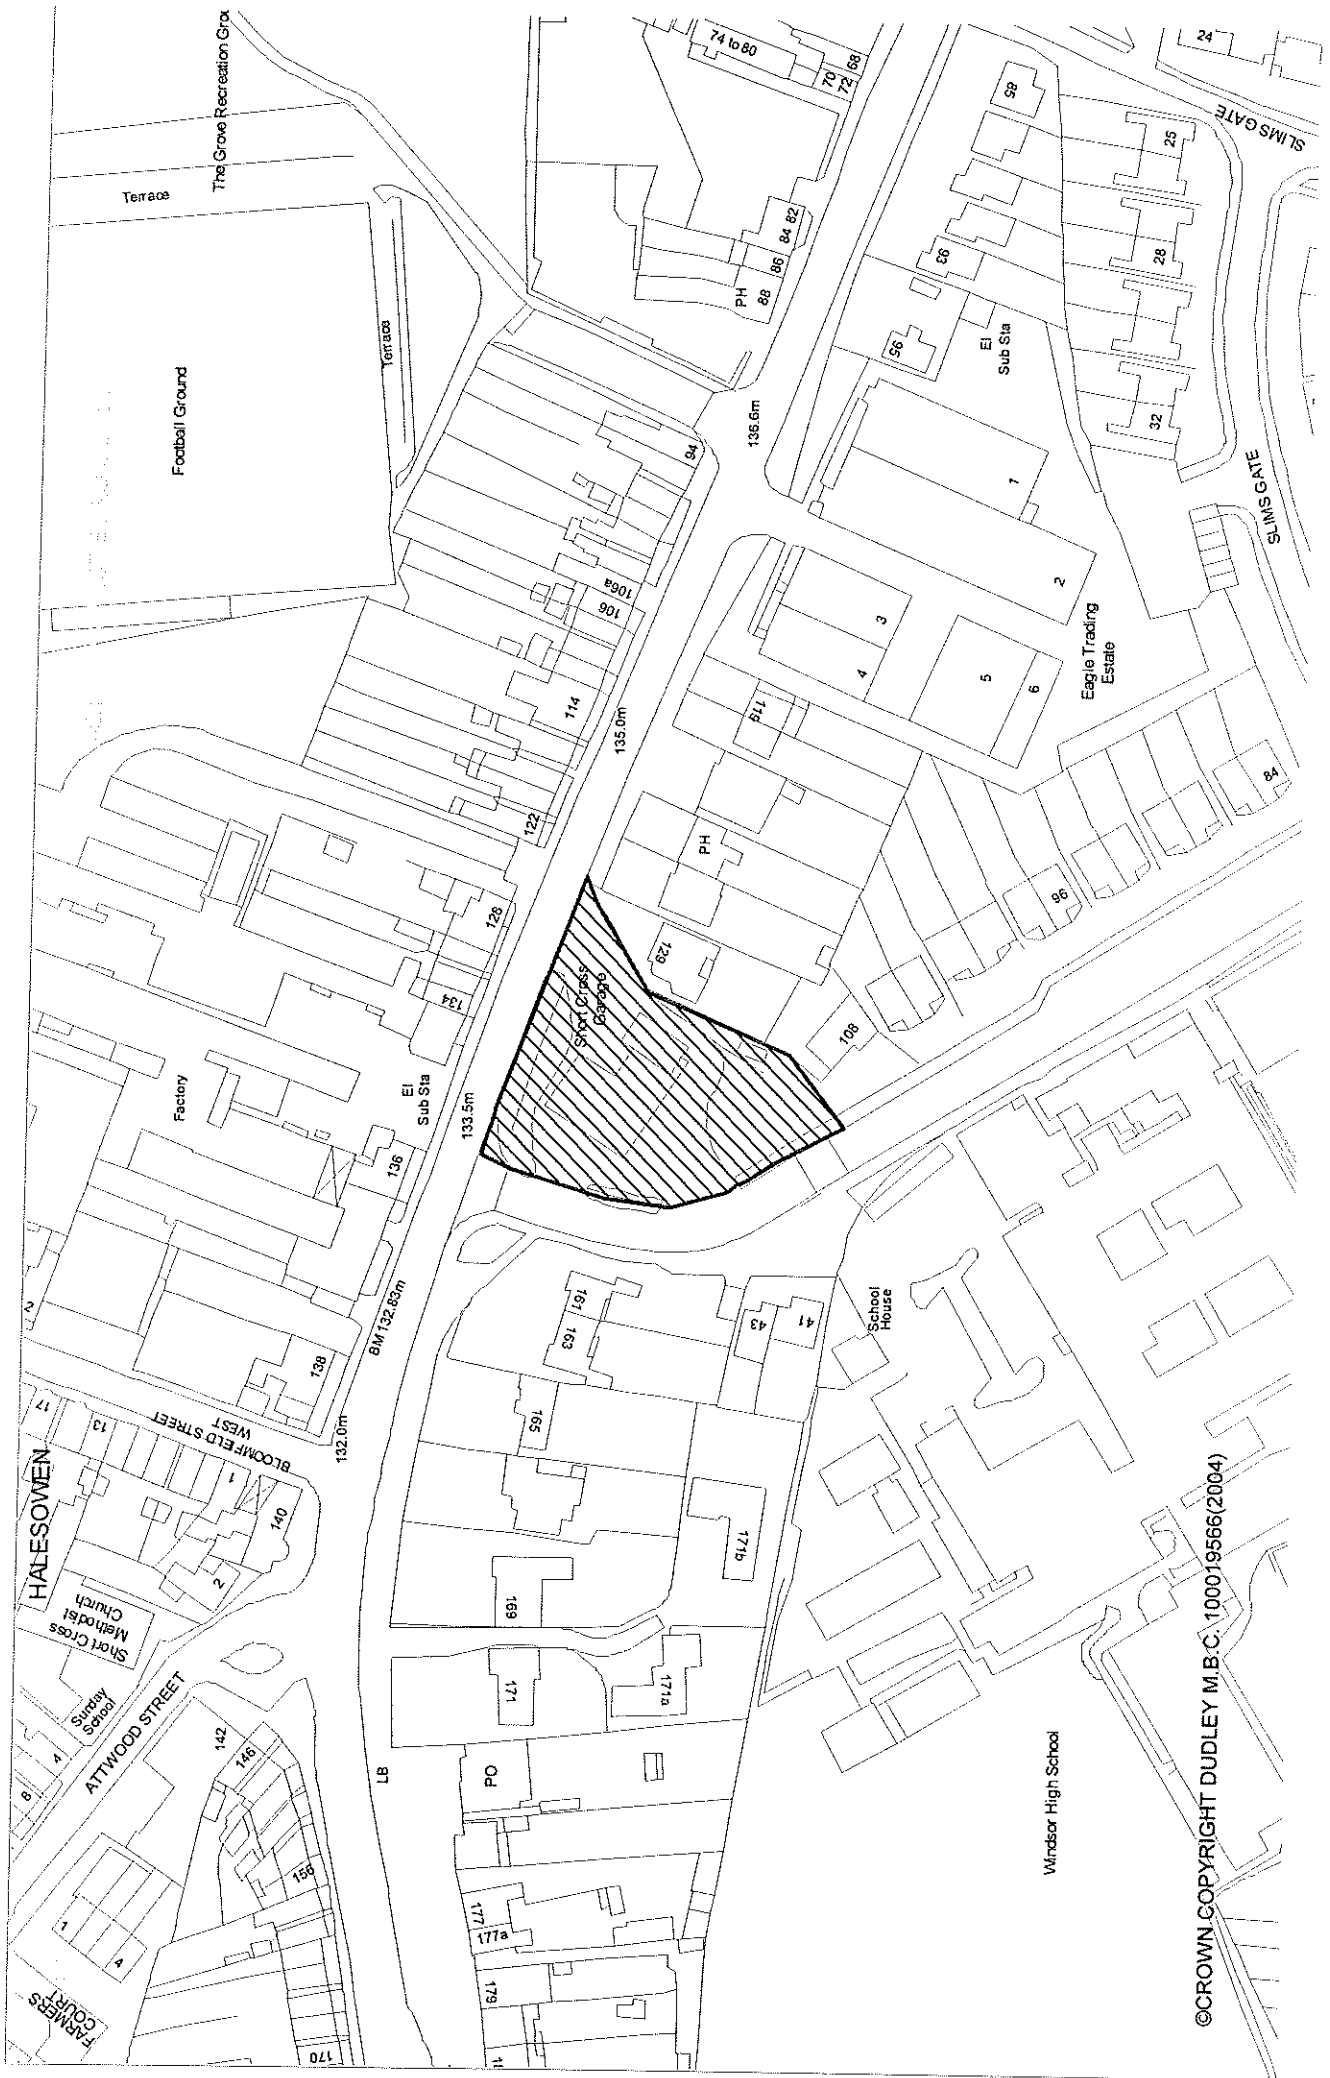 HALESOWEN
Short Cross
Methodist
Church
Sunday
School
ATTWOOD STREET
FARMERS
COURT
BLOOMFIELD STREET
WEST
8
4
1
4
142
146
156
170
2
140
1
13
17
2
138
132.0m
BM 132.83m
Factory
136
El
Sub Sta
133.5m
134
128
122
114
135.0m
106
106a
94
136.6m
Football Ground
Terrace
Terrace
The Grove Recreation Grou
PH
88
86
84 82
74 to 80
70
72
68
LB
PO
177
177a
179
171
171a
169
171b
165
163
161
43
41
School
House
Short Cross
Garage
129
PH
119
108
96
84
4
3
5
6
2
1
Eagle Trading
Estate
El
Sub Sta
95
93
85
32
28
25
24
SLIMS GATE
SLIMS GATE
Windsor High School
©CROWN COPYRIGHT DUDLEY M.B.C. 100019566(2004)